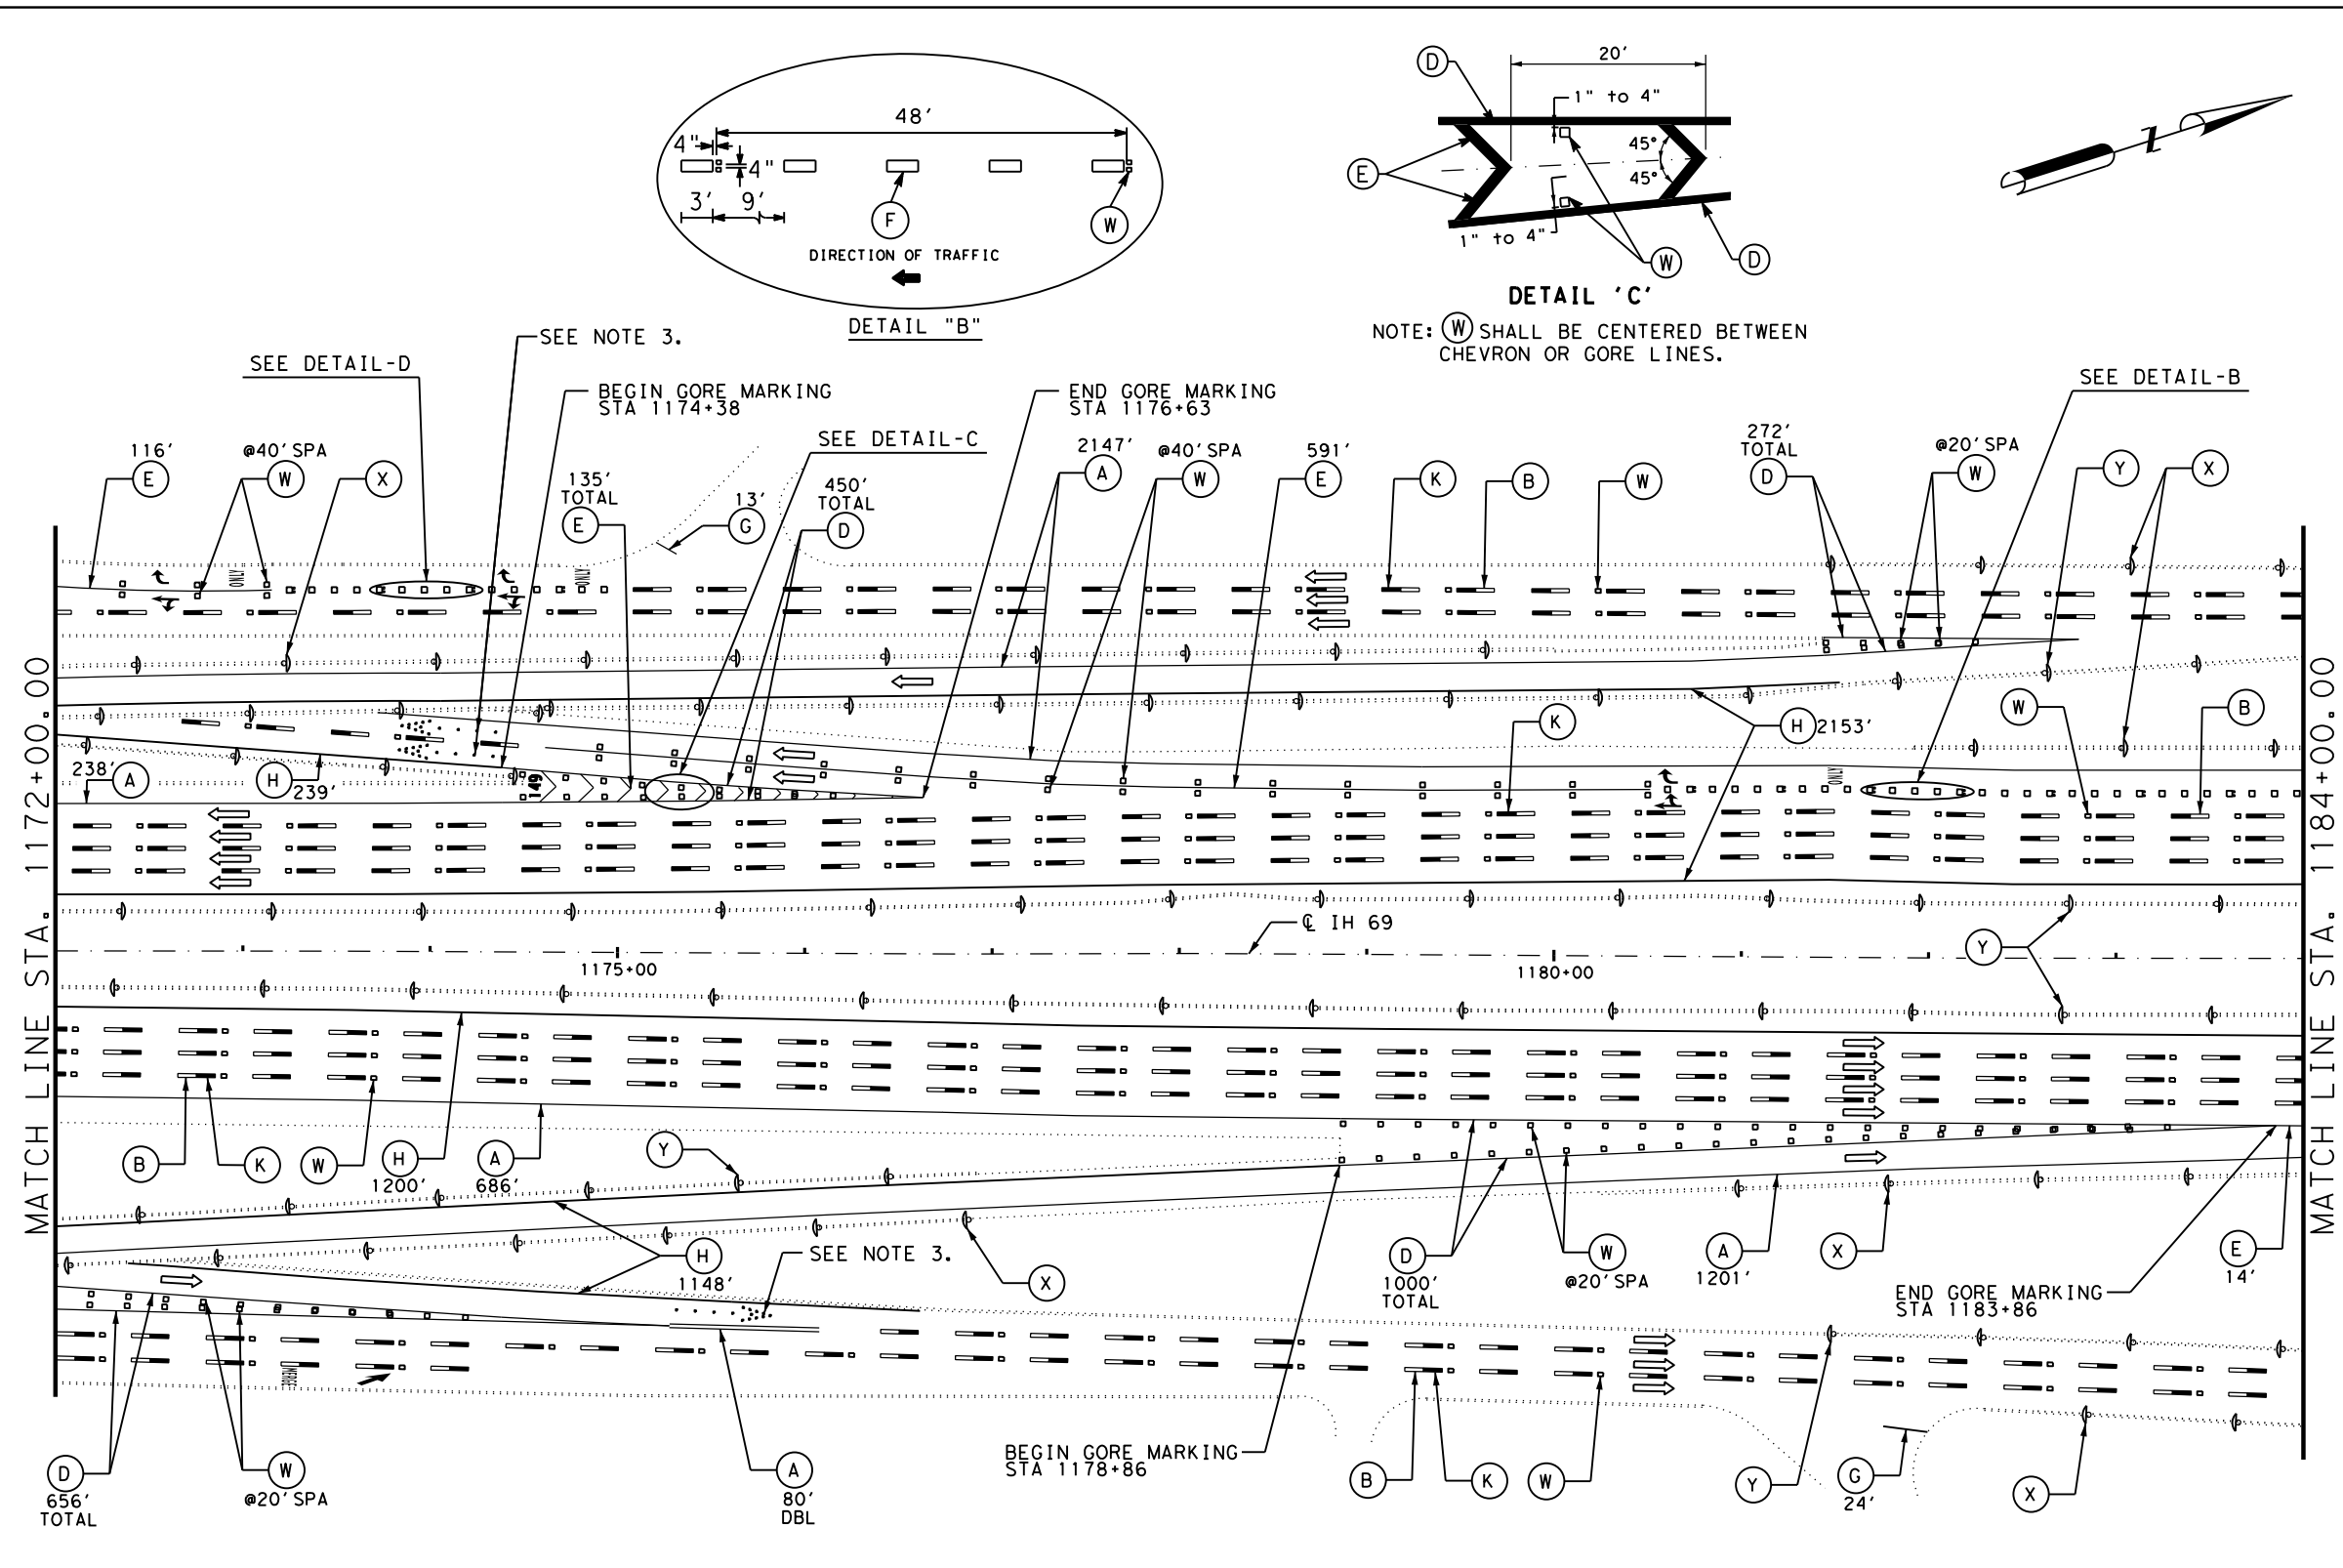 48'
4"
4"
3'
9'
F
W
DIRECTION OF TRAFFIC
DETAIL "B"
D
20'
1" to 4"
45°
45°
E
1" to 4"
W
D
DETAIL 'C'
NOTE: W SHALL BE CENTERED BETWEEN
CHEVRON OR GORE LINES.
Z
SEE NOTE 3.
SEE DETAIL-D
BEGIN GORE MARKING
STA 1174+38
END GORE MARKING
STA 1176+63
SEE DETAIL-B
SEE DETAIL-C
116'
E
@40'SPA
W
X
135'
TOTAL
E
13'
G
450'
TOTAL
D
2147'
A
@40'SPA
W
591'
E
K
B
W
272'
TOTAL
D
@20'SPA
W
Y
X
ONLY
ONLY
238'
A
H
239'
149
K
H 2153'
ONLY
W
B
MATCH LINE STA. 1172+00.00
MATCH LINE STA. 1184+00.00
℄ IH 69
1175+00
1180+00
Y
B
K
W
H
1200'
A
686'
Y
H
1148'
SEE NOTE 3.
X
D
1000'
TOTAL
W
@20'SPA
A
1201'
X
E
14'
END GORE MARKING
STA 1183+86
MERGE
D
656'
TOTAL
W
@20'SPA
A
80'
DBL
BEGIN GORE MARKING
STA 1178+86
B
K
W
Y
G
24'
X